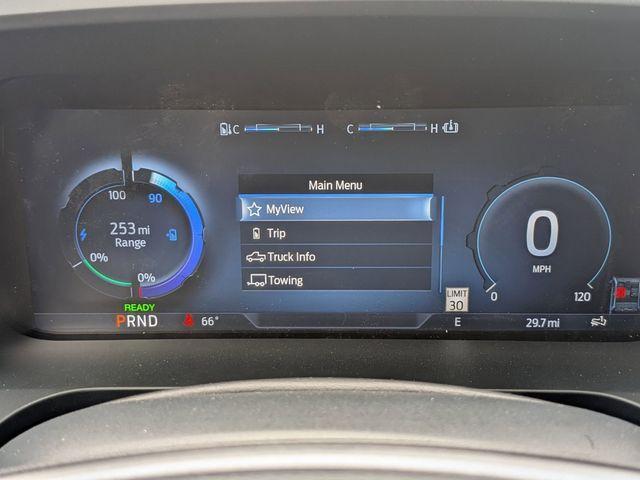 C H C H
Main Menu
MyView
Trip
Truck Info
Towing
100 90
253 mi
Range
0% 0%
READY
PRND 66°
0
MPH
0 120
LIMIT
30
E 29.7 mi